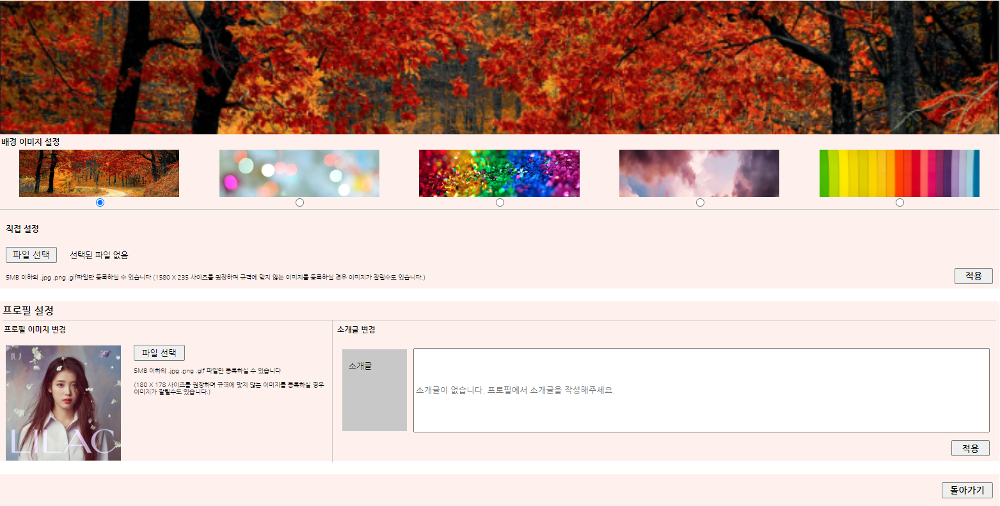 배경 이미지 설정
직접 설정
파일 선택 선택된 파일 없음
5MB 이하의 .jpg .png .gif파일만 등록하실 수 있습니다 (1580 X 235 사이즈를 권장하며 규격에 맞지 않는 이미지를 등록하실 경우 이미지가 잘릴수도 있습니다.)
적용
프로필 설정
프로필 이미지 변경
IU
LILAC
파일 선택
5MB 이하의 .jpg .png .gif 파일만 등록하실 수 있습니다
(180 X 178 사이즈를 권장하며 규격에 맞지 않는 이미지를 등록하실 경우
이미지가 잘릴수도 있습니다.)
소개글 변경
소개글
소개글이 없습니다. 프로필에서 소개글을 작성해주세요.
적용
돌아가기